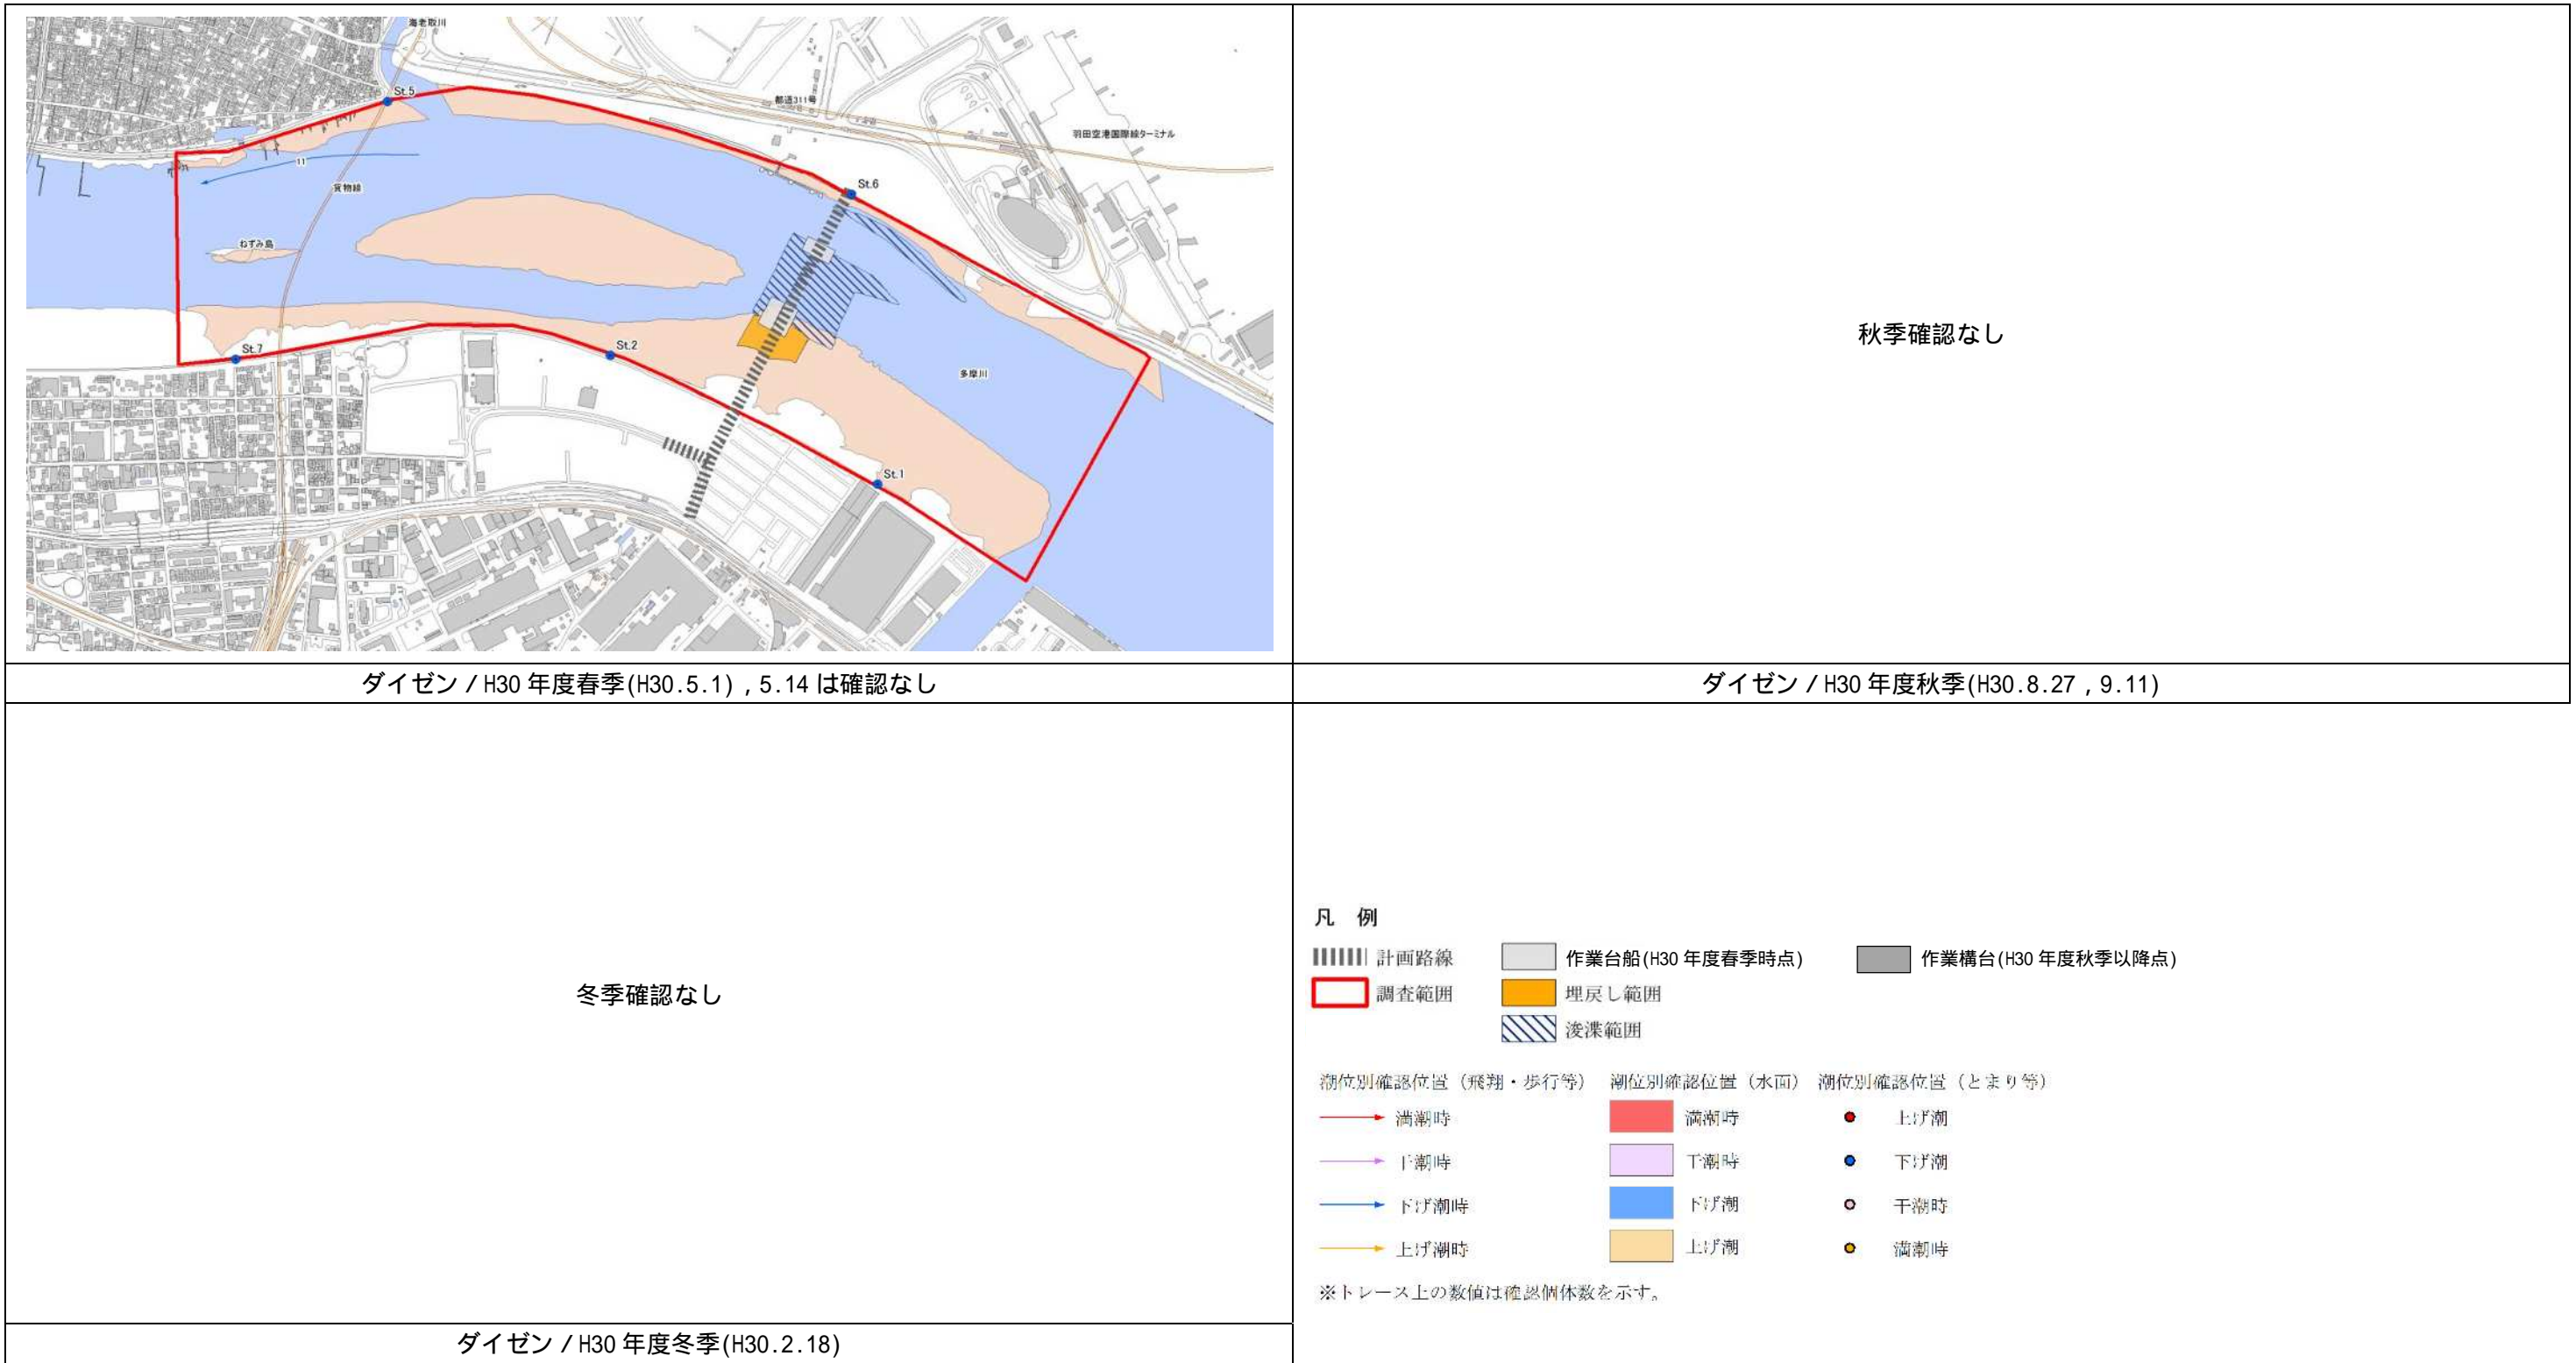 海老取川
St.5
都道311号
羽田空港国際線ターミナル
11
貨物線
St.6
ねずみ島
St.7
St.2
多摩川
St.1
秋季確認なし
ダイゼン / H30 年度春季(H30.5.1) , 5.14 は確認なし
ダイゼン / H30 年度秋季(H30.8.27 , 9.11)
冬季確認なし
凡 例
計画路線
作業台船(H30 年度春季時点)
作業構台(H30 年度秋季以降点)
調査範囲
埋戻し範囲
浚渫範囲
潮位別確認位置（飛翔・歩行等） 潮位別確認位置（水面） 潮位別確認位置（とまり等）
満潮時 満潮時 上げ潮
干潮時 干潮時 下げ潮
下げ潮時 下げ潮 干潮時
上げ潮時 上げ潮 満潮時
※トレース上の数値は確認個体数を示す。
ダイゼン / H30 年度冬季(H30.2.18)